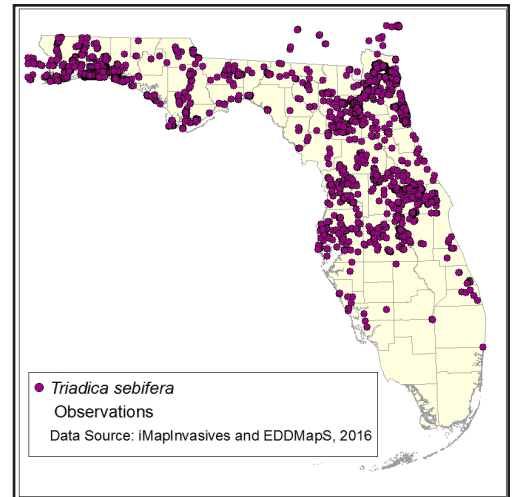 Triadica sebifera
Observations
Data Source: iMapInvasives and EDDMapS, 2016